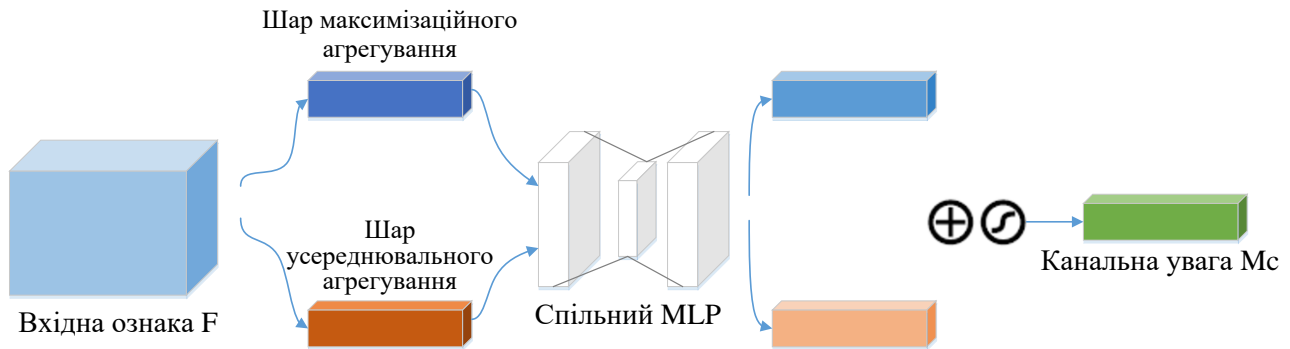 Шар максимізаційного
агрегування
Шар
усереднювального
агрегування
Вхідна ознака F
Спільний MLP
Канальна увага Mc